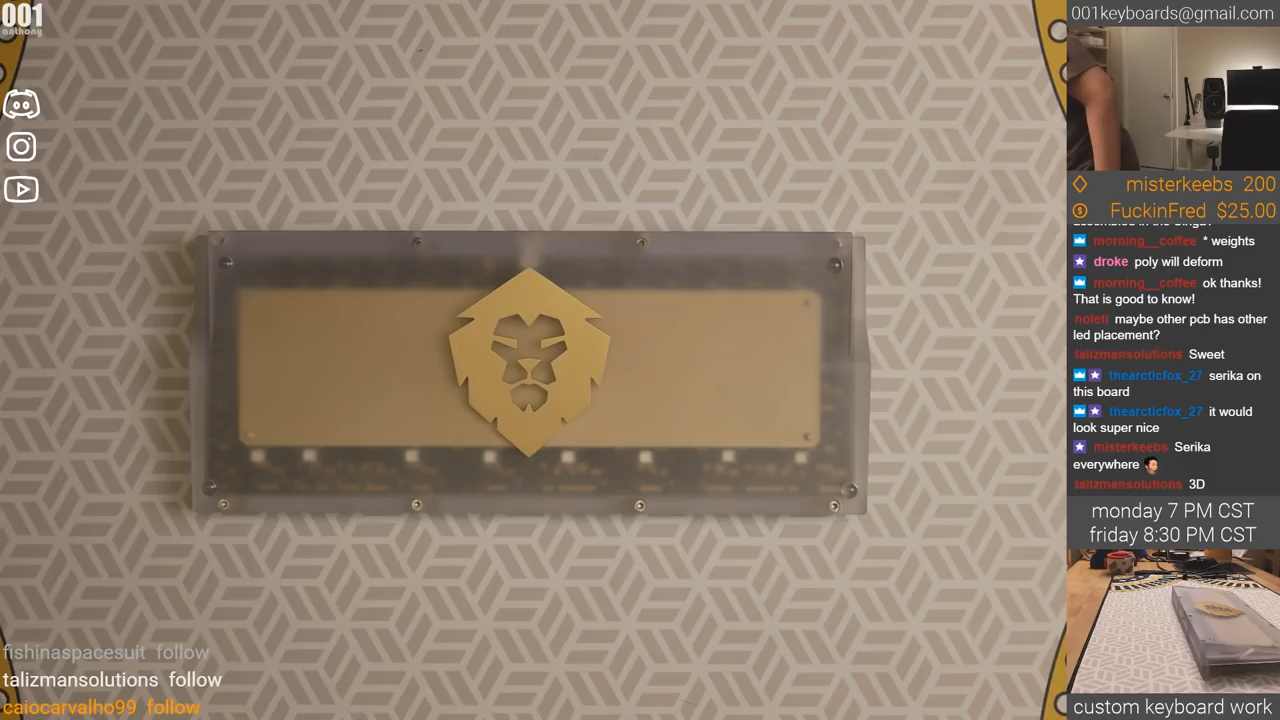 001
anthony
001keyboards@gmail.com
misterkeebs 200
FuckinFred $25.00
morning__coffee * weights
droke poly will deform
morning__coffee ok thanks!
That is good to know!
noleti maybe other pcb has other
led placement?
talizmansolutions Sweet
thearcticfox_27 serika on
this board
thearcticfox_27 it would
look super nice
misterkeebs Serika
everywhere
talizmansolutions 3D
monday 7 PM CST
friday 8:30 PM CST
fishinaspacesuit follow
talizmansolutions follow
caiocarvalho99 follow
custom keyboard work